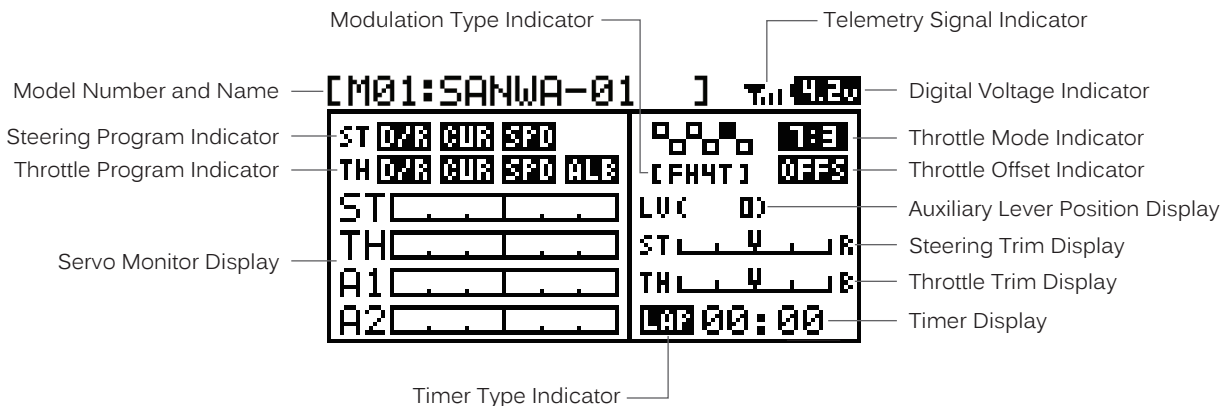 Modulation Type Indicator
Telemetry Signal Indicator
Model Number and Name
[M01:SANWA-01 ]
4.2v
Digital Voltage Indicator
Steering Program Indicator
ST D/R CUR SPD
7:3
Throttle Mode Indicator
Throttle Program Indicator
TH D/R CUR SPD ALB
[FH4T]
OFFS
Throttle Offset Indicator
ST
LV( 0)
Auxiliary Lever Position Display
TH
ST R
Steering Trim Display
Servo Monitor Display
A1
TH B
Throttle Trim Display
A2
LAP 00:00
Timer Display
Timer Type Indicator